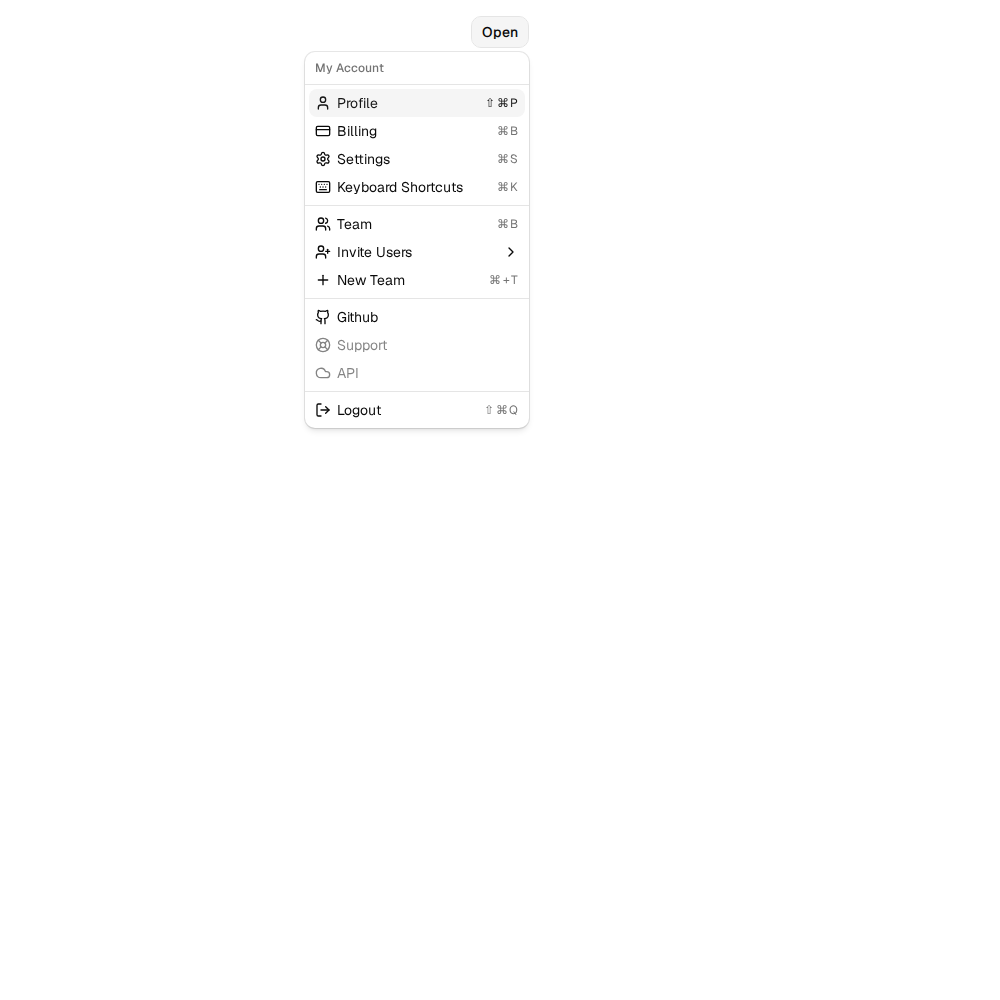 Open
My Account
Profile ⇧⌘P
Billing ⌘B
Settings ⌘S
Keyboard Shortcuts ⌘K
Team ⌘B
Invite Users
New Team ⌘+T
Github
Support
API
Logout ⇧⌘Q